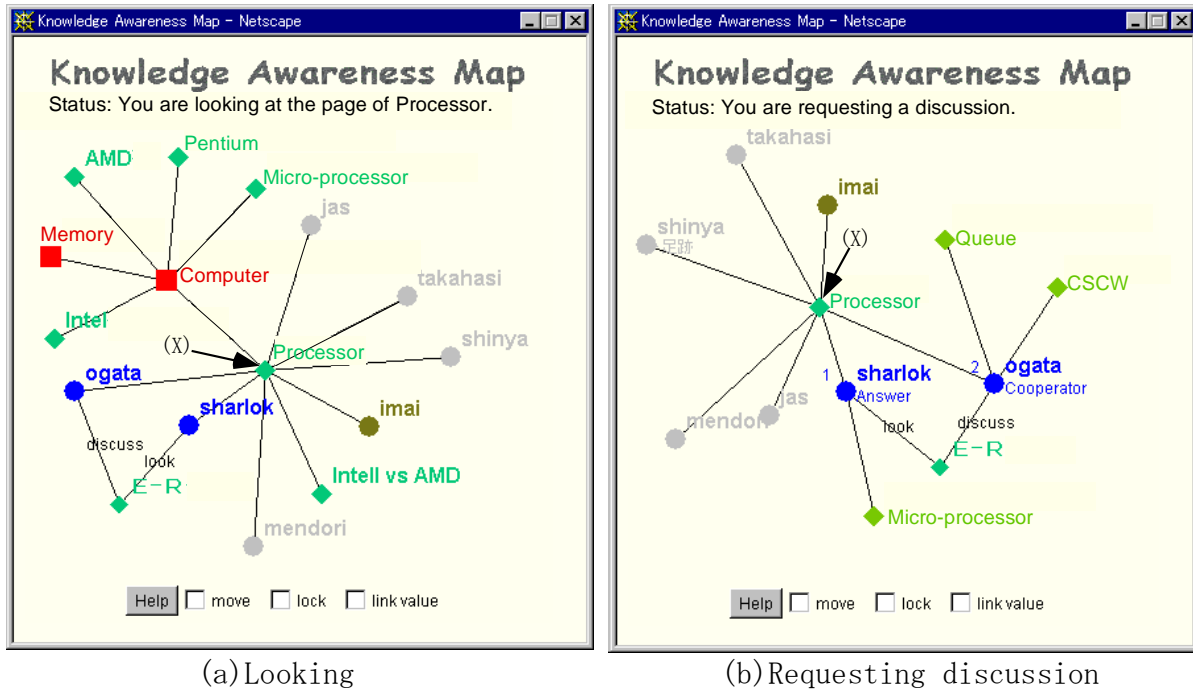 Knowledge Awareness Map - Netscape
Knowledge Awareness Map
Status: You are looking at the page of Processor.
Pentium
AMD
Micro-processor
jas
Memory
Computer
takahasi
Intel
(X)
Processor
shinya
ogata
sharlok
imai
discuss
look
E-R
Intell vs AMD
mendori
Help
move
lock
link value
(a)Looking
Knowledge Awareness Map - Netscape
Knowledge Awareness Map
Status: You are requesting a discussion.
takahasi
imai
shinya
足跡
(X)
Queue
CSCW
Processor
1
sharlok
Answer
2
ogata
Cooperator
jas
mendori
look
discuss
E-R
Micro-processor
Help
move
lock
link value
(b)Requesting discussion